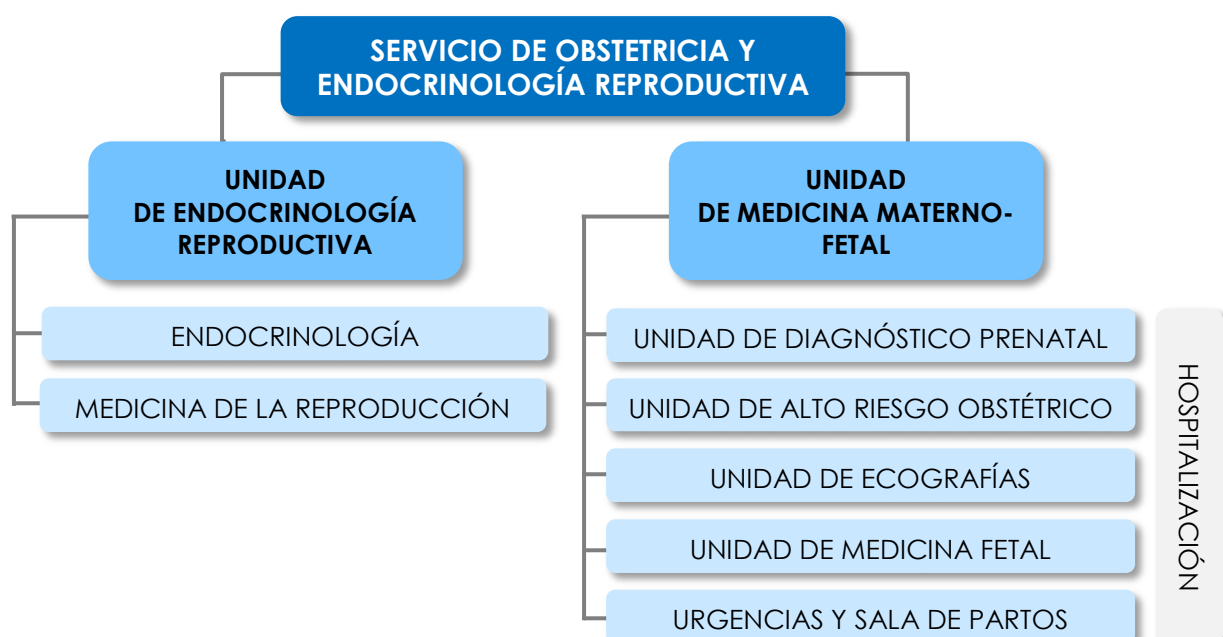 SERVICIO DE OBSTETRICIA Y
ENDOCRINOLOGÍA REPRODUCTIVA
UNIDAD
DE ENDOCRINOLOGÍA
REPRODUCTIVA
ENDOCRINOLOGÍA
MEDICINA DE LA REPRODUCCIÓN
UNIDAD
DE MEDICINA MATERNO-
FETAL
UNIDAD DE DIAGNÓSTICO PRENATAL
UNIDAD DE ALTO RIESGO OBSTÉTRICO
UNIDAD DE ECOGRAFÍAS
UNIDAD DE MEDICINA FETAL
URGENCIAS Y SALA DE PARTOS
HOSPITALIZACIÓN